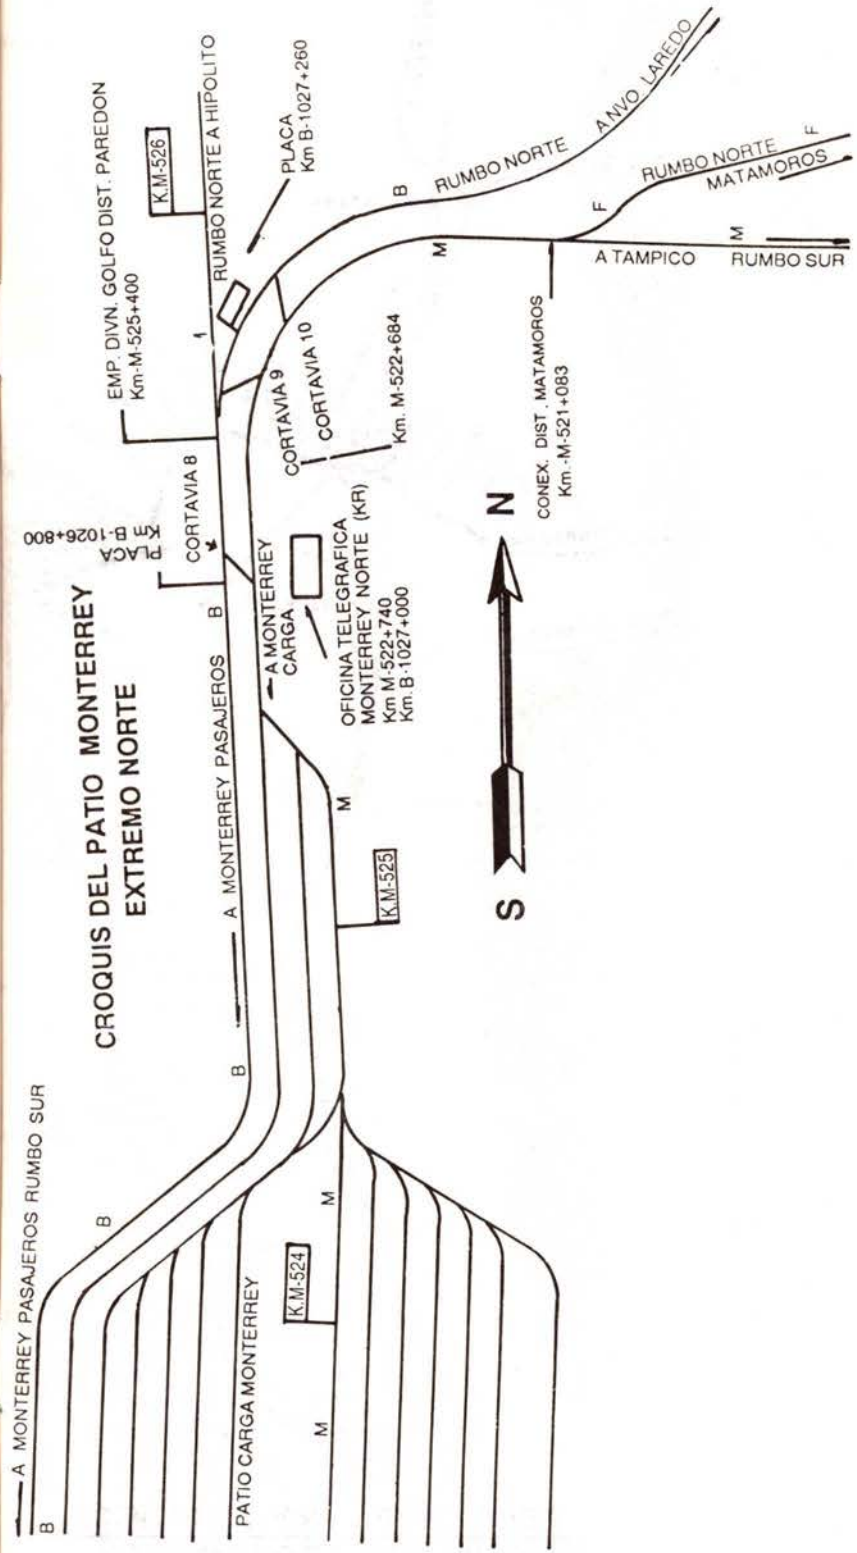 CROQUIS DEL PATIO MONTERREY
EXTREMO NORTE
A MONTERREY PASAJEROS RUMBO SUR
B
B
B
A MONTERREY PASAJEROS
B
PLACA
Km B-1026+800
CORTAVIA 8
EMP. DIVN. GOLFO DIST. PAREDON
Km-M-525+400
K.M-526
1
RUMBO NORTE A HIPOLITO
PLACA
Km B-1027+260
B
RUMBO NORTE
A NVO. LAREDO
CORTAVIA 9
CORTAVIA 10
Km. M-522+684
A MONTERREY
CARGA
OFICINA TELEGRAFICA
MONTERREY NORTE (KR)
Km M-522+740
Km. B-1027+000
M
F
RUMBO NORTE
F
MATAMOROS
A TAMPICO
M
RUMBO SUR
CONEX. DIST. MATAMOROS
Km.-M-521+083
M
K.M-525
PATIO CARGA MONTERREY
K.M-524
M
M
S
N